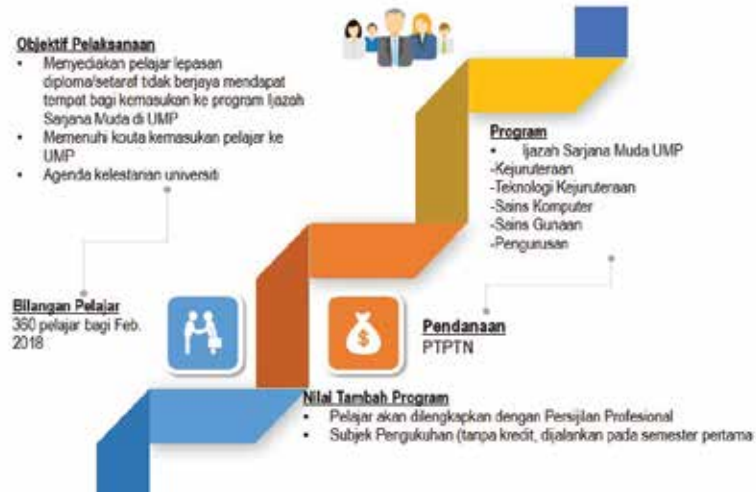 Objektif Pelaksanaan
• Menyediakan pelajar lepasan
diploma/setaraf tidak berjaya mendapat
tempat bagi kemasukan ke program Ijazah
Sarjana Muda di UMP
• Memenuhi kouta kemasukan pelajar ke
UMP
• Agenda kelestarian universiti
Program
• Ijazah Sarjana Muda UMP
-Kejuruteraan
-Teknologi Kejuruteraan
-Sains Komputer
-Sains Gunaan
-Pengurusan
Bilangan Pelajar
360 pelajar bagi Feb.
2018
$
Pendanaan
PTPTN
Nilai Tambah Program
• Pelajar akan dilengkapkan dengan Persijilan Profesional
• Subjek Pengukuhan (tanpa kredit, dijalankan pada semester pertama